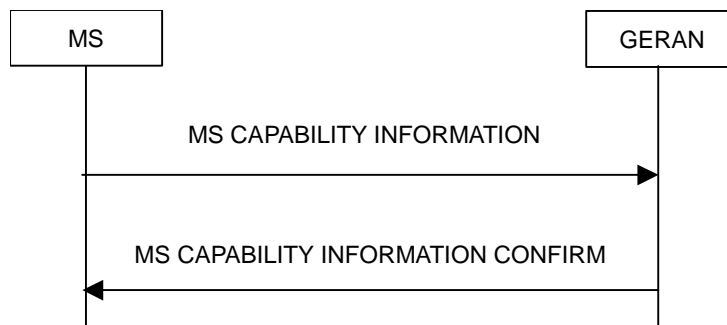 MS
GERAN
MS CAPABILITY INFORMATION
MS CAPABILITY INFORMATION CONFIRM